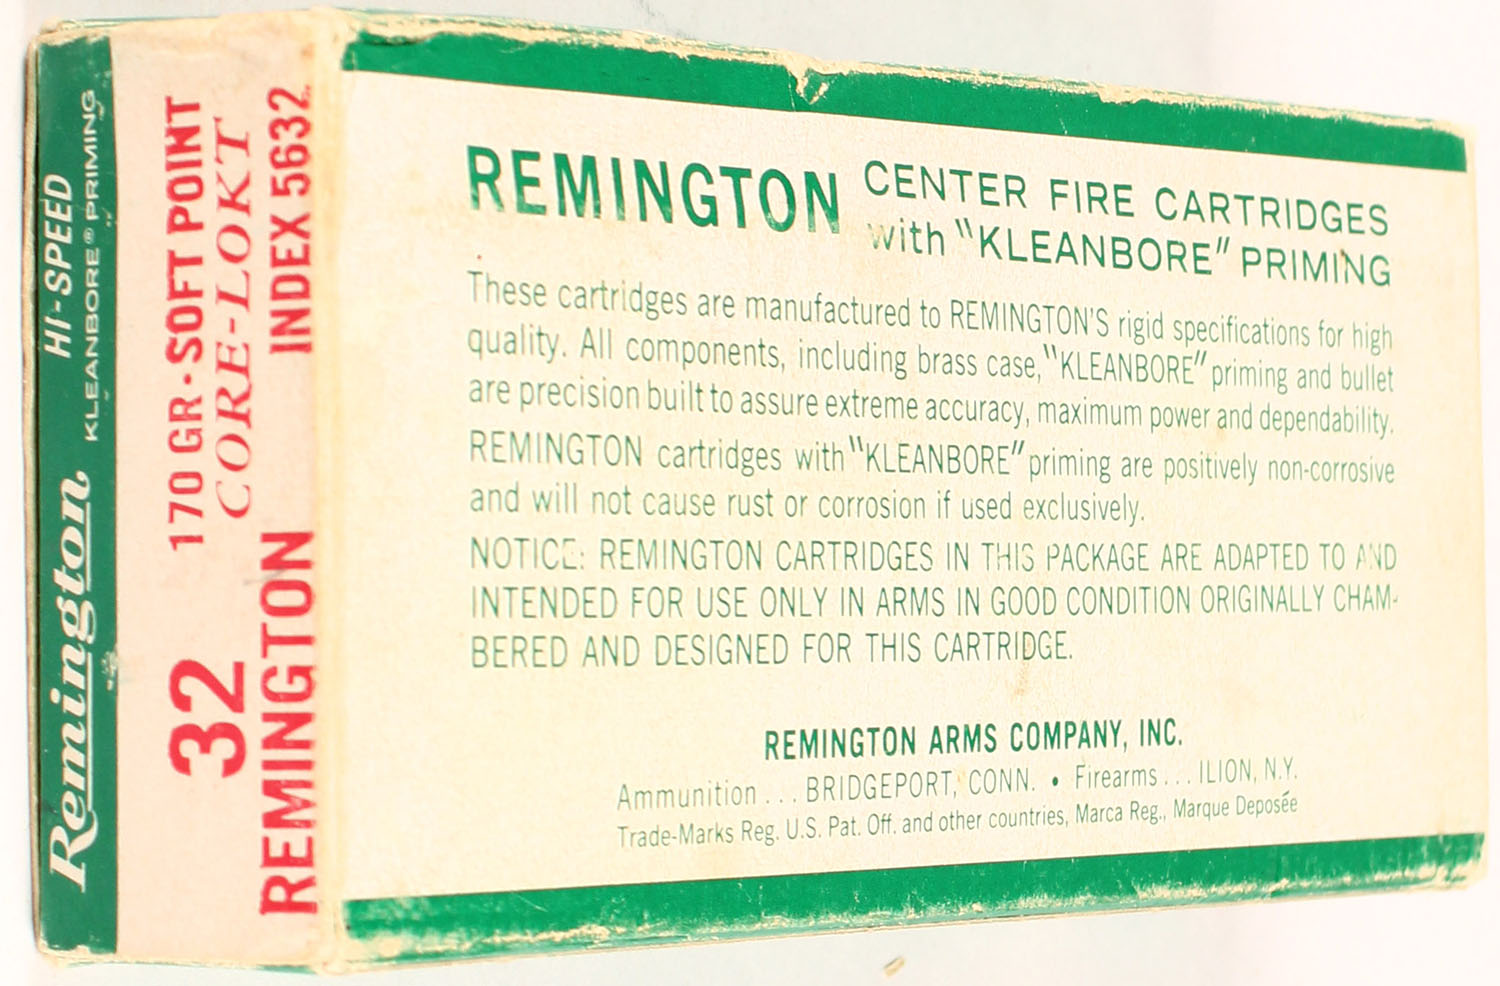 Remington HI-SPEED
KLEANBORE® PRIMING
32 170 GR.-SOFT POINT
CORE-LOKT
REMINGTON INDEX 5632
REMINGTON CENTER FIRE CARTRIDGES
with "KLEANBORE" PRIMING
These cartridges are manufactured to REMINGTON'S rigid specifications for high
quality. All components, including brass case, "KLEANBORE" priming and bullet
are precision built to assure extreme accuracy, maximum power and dependability.
REMINGTON cartridges with "KLEANBORE" priming are positively non-corrosive
and will not cause rust or corrosion if used exclusively.
NOTICE: REMINGTON CARTRIDGES IN THIS PACKAGE ARE ADAPTED TO AND
INTENDED FOR USE ONLY IN ARMS IN GOOD CONDITION ORIGINALLY CHAM-
BERED AND DESIGNED FOR THIS CARTRIDGE.
REMINGTON ARMS COMPANY, INC.
Ammunition . . . BRIDGEPORT, CONN. • Firearms . . . ILION, N.Y.
Trade-Marks Reg. U.S. Pat. Off. and other countries, Marca Reg., Marque Deposée